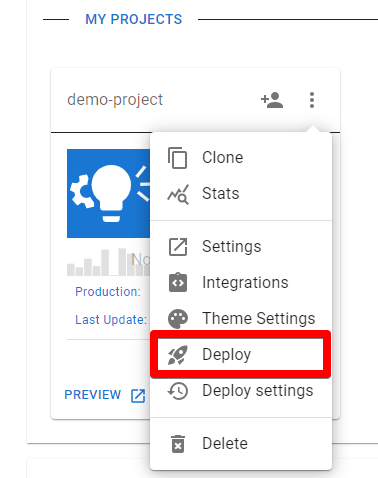 MY PROJECTS
demo-project
Clone
Stats
No
Settings
Integrations
Production:
Theme Settings
Last Update:
Deploy
Deploy settings
PREVIEW
Delete